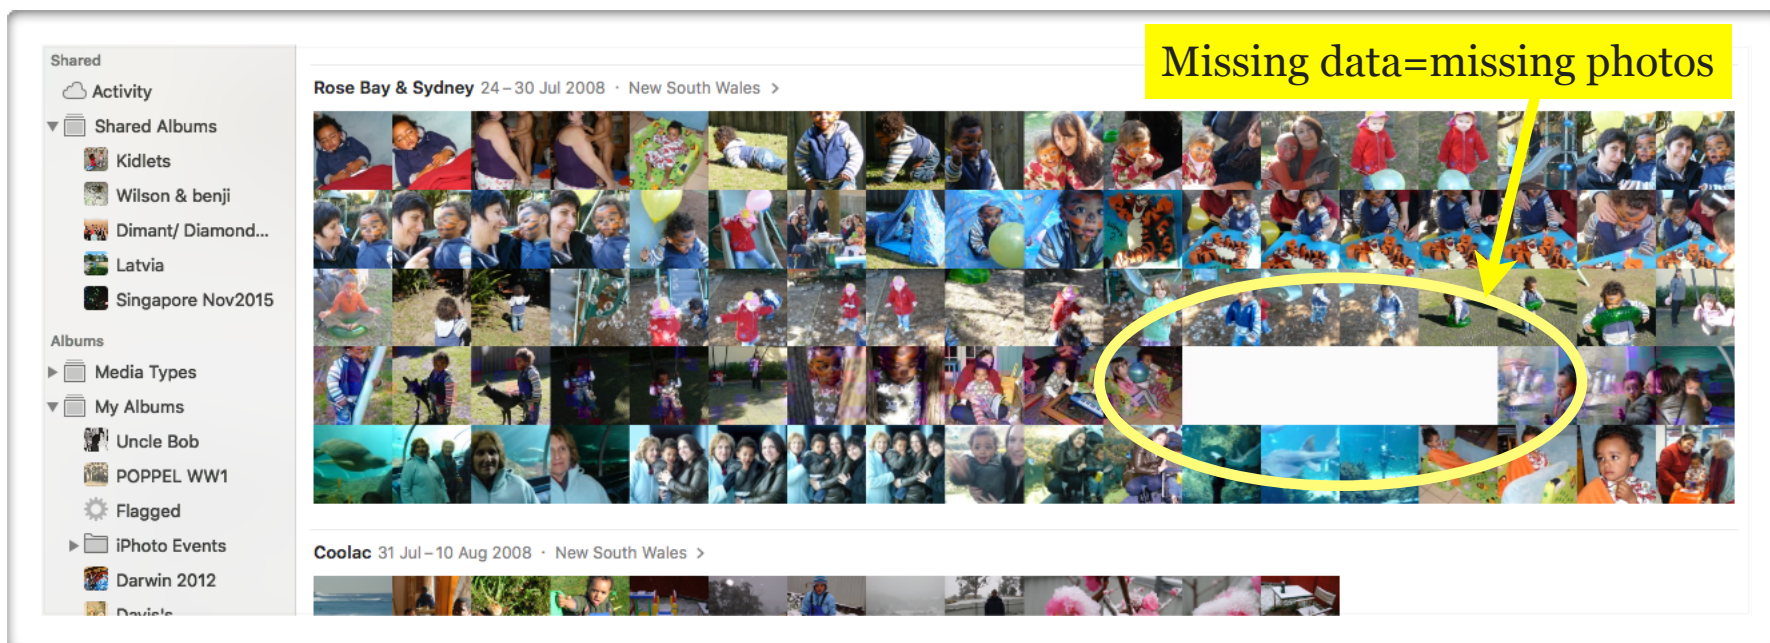 Missing data=missing photos
Shared
Activity
Shared Albums
Kidlets
Wilson & benji
Dimant/ Diamond...
Latvia
Singapore Nov2015
Albums
Media Types
My Albums
Uncle Bob
POPPEL WW1
Flagged
iPhoto Events
Darwin 2012
Davis's
Rose Bay & Sydney 24–30 Jul 2008 · New South Wales >
Coolac 31 Jul–10 Aug 2008 · New South Wales >